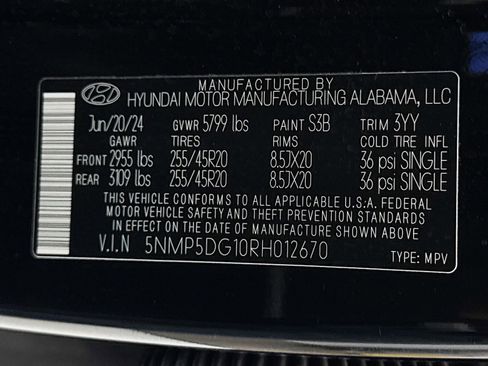 MANUFACTURED BY
HYUNDAI MOTOR MANUFACTURING ALABAMA, LLC
Jun/20/24 GVWR 5799 lbs PAINT S3B TRIM 3YY
GAWR TIRES RIMS COLD TIRE INFL
FRONT 2955 lbs 255/45R20 8.5JX20 36 psi SINGLE
REAR 3109 lbs 255/45R20 8.5JX20 36 psi SINGLE
THIS VEHICLE CONFORMS TO ALL APPLICABLE U.S.A. FEDERAL
MOTOR VEHICLE SAFETY AND THEFT PREVENTION STANDARDS
IN EFFECT ON THE DATE OF MANUFACTURE SHOWN ABOVE
V.I.N 5NMP5DG10RH012670 TYPE: MPV